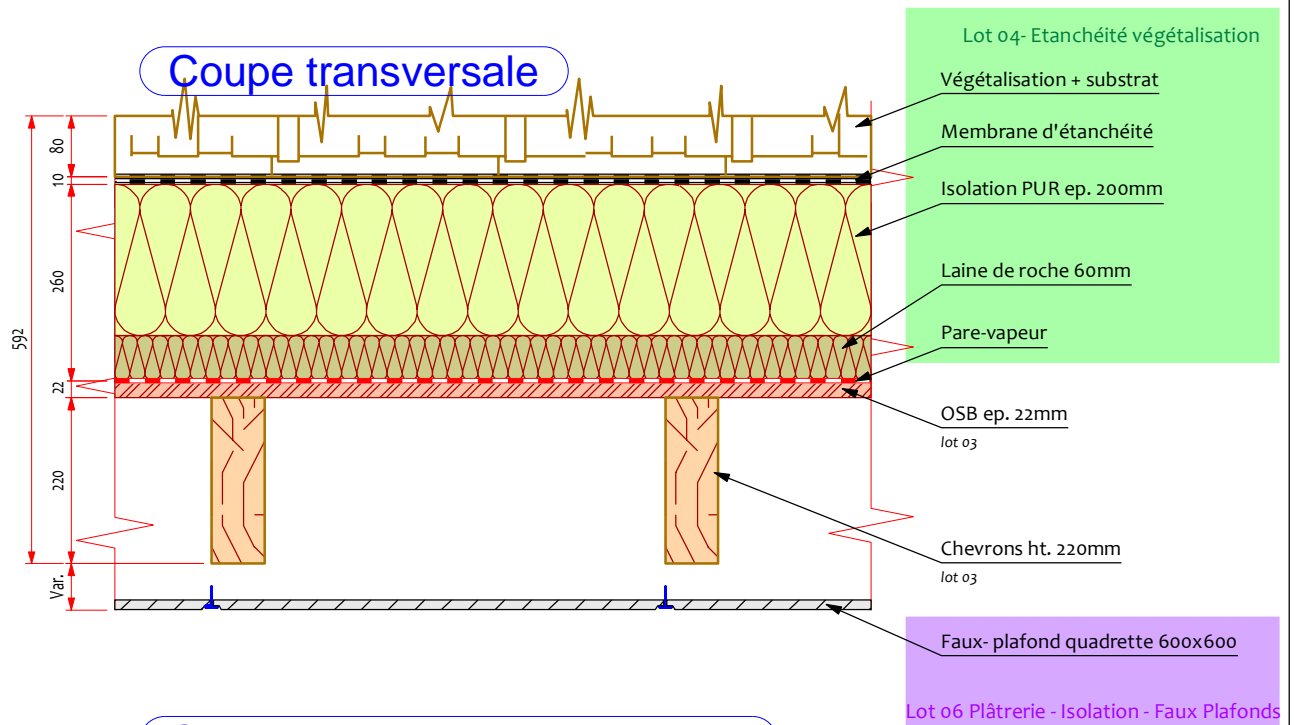 Coupe transversale
Lot 04- Etanchéité végétalisation
Végétalisation + substrat
Membrane d'étanchéité
Isolation PUR ep. 200mm
Laine de roche 60mm
Pare-vapeur
OSB ep. 22mm
lot 03
Chevrons ht. 220mm
lot 03
Faux- plafond quadrette 600x600
Lot 06 Plâtrerie - Isolation - Faux Plafonds
80
10
260
592
22
220
Var.